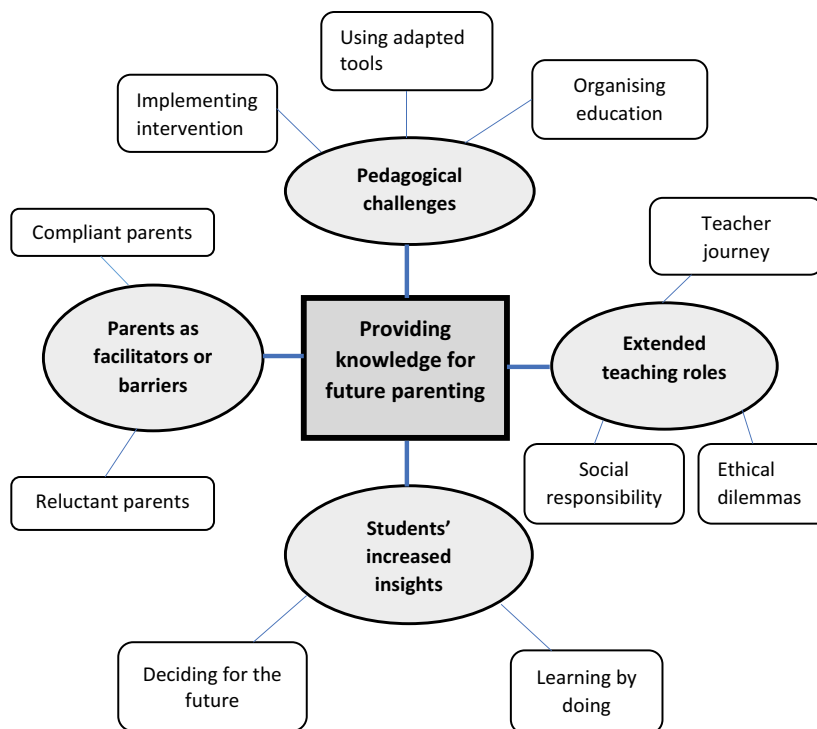 Using adapted
tools
Implementing
intervention
Organising
education
Pedagogical
challenges
Compliant parents
Teacher
journey
Parents as
facilitators or
barriers
Providing
knowledge for
future parenting
Extended
teaching roles
Reluctant parents
Social
responsibility
Ethical
dilemmas
Students’
increased
insights
Deciding for the
future
Learning by
doing